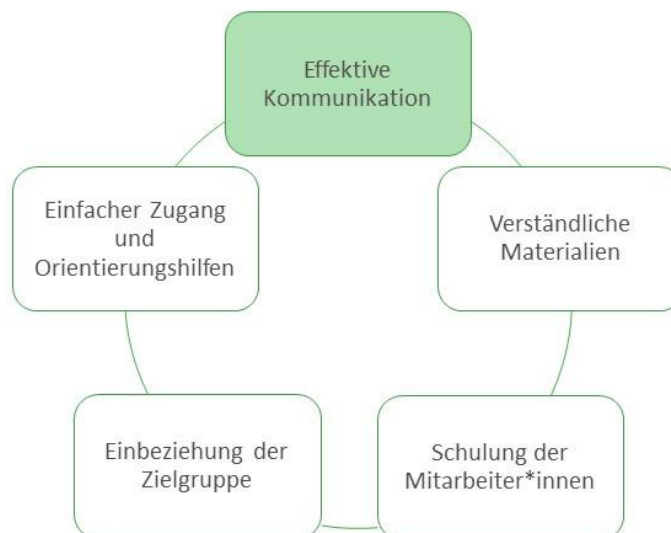 Effektive
Kommunikation
Einfacher Zugang
und
Orientierungshilfen
Verständliche
Materialien
Einbeziehung der
Zielgruppe
Schulung der
Mitarbeiter*innen